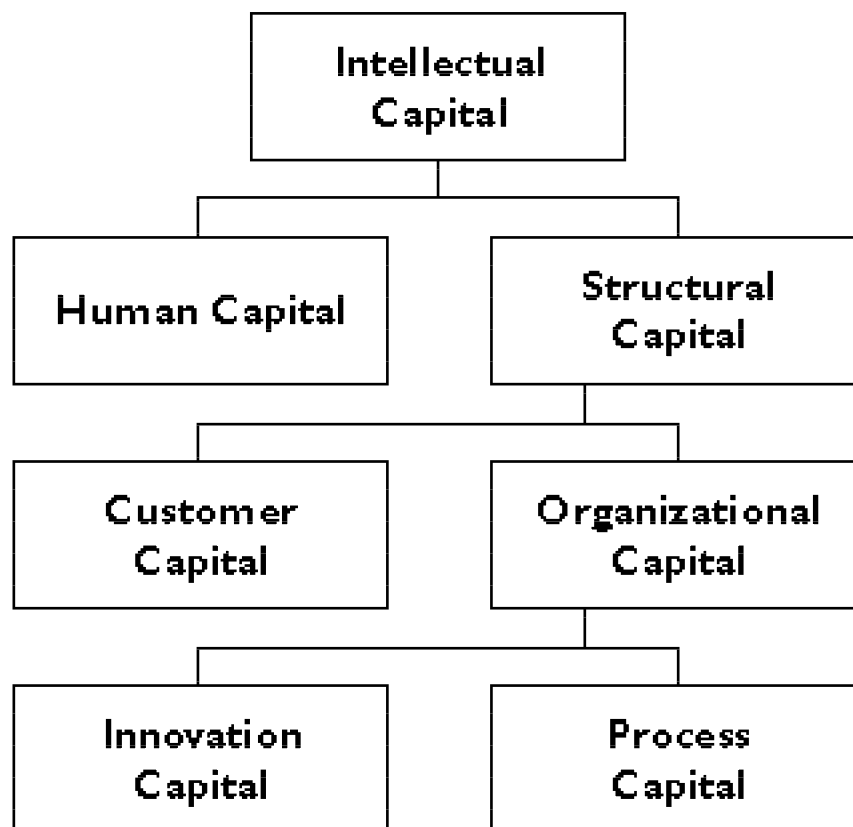 Intellectual
Capital
Human Capital
Structural
Capital
Customer
Capital
Organizational
Capital
Innovation
Capital
Process
Capital